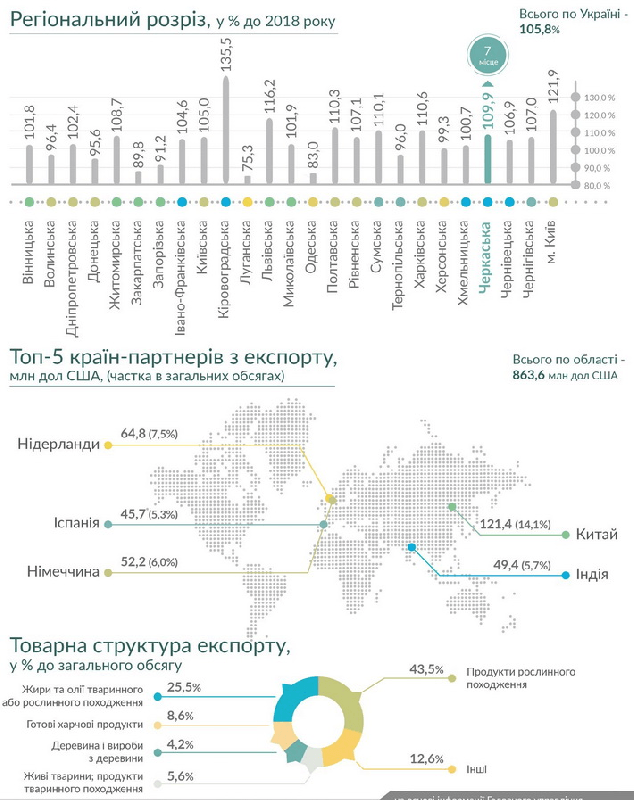 Регіональний розріз, у % до 2018 року
Всього по Україні -
105,8%
7
місце
101,8
96,4
102,4
95,6
108,7
89,8
91,2
104,6
105,0
135,5
75,3
116,2
101,9
83,0
110,3
107,1
110,1
96,0
110,6
99,3
100,7
109,9
106,9
107,0
121,9
130,0 %
120,0 %
110,0 %
100,0 %
90,0 %
80,0 %
Вінницька
Волинська
Дніпропетровська
Донецька
Житомирська
Закарпатська
Запорізька
Івано-Франківська
Київська
Кіровоградська
Луганська
Львівська
Миколаївська
Одеська
Полтавська
Рівненська
Сумська
Тернопільська
Харківська
Херсонська
Хмельницька
Черкаська
Чернівецька
Чернігівська
м. Київ
Топ-5 країн-партнерів з експорту,
млн дол США, (частка в загальних обсягах)
Всього по області -
863,6 млн дол США
Нідерланди
64,8 (7,5%)
Іспанія
45,7 (5,3%)
Німеччина
52,2 (6,0%)
121,4 (14,1%)
Китай
49,4 (5,7%)
Індія
Товарна структура експорту,
у % до загального обсягу
Жири та олії тваринного
або рослинного походження
25,5%
Готові харчові продукти
8,6%
Деревина і вироби
з деревини
4,2%
Живі тварини; продукти
тваринного походження
5,6%
43,5%
Продукти рослинного
походження
12,6%
Інші